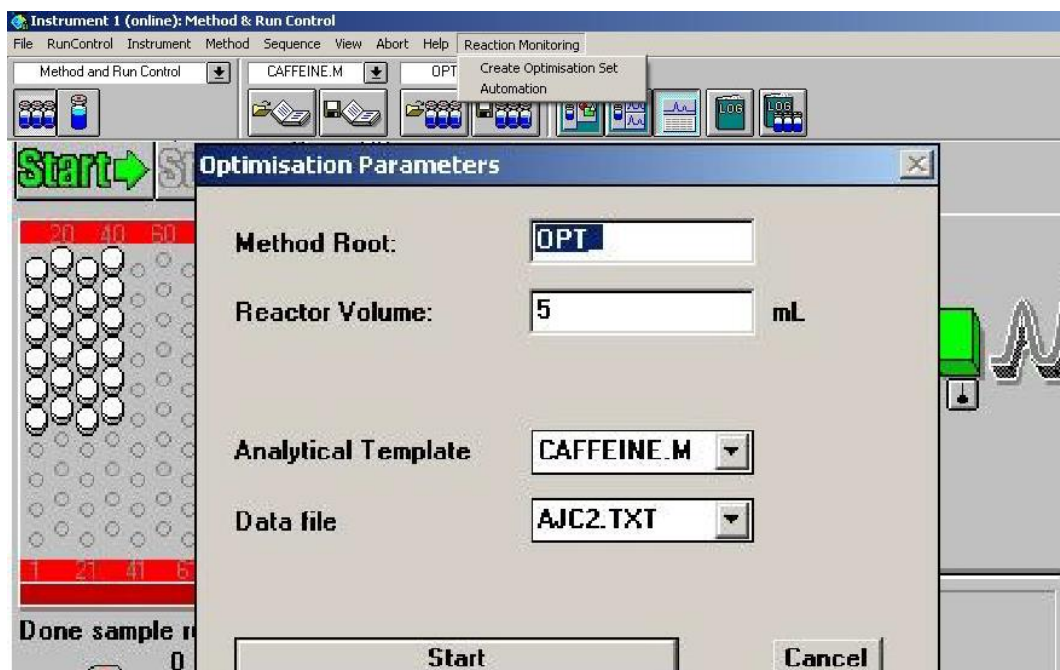 Instrument 1 (online): Method & Run Control
File RunControl Instrument Method Sequence View Abort Help Reaction Monitoring
Method and Run Control CAFFEINE.M OPT
Create Optimisation Set
Automation
LOG LOG
Start
Optimisation Parameters
20 40 60
Method Root: OPT_
Reactor Volume: 5 mL
Analytical Template CAFFEINE.M
Data file AJC2.TXT
1 21 41 6
Done sample
0
Start Cancel